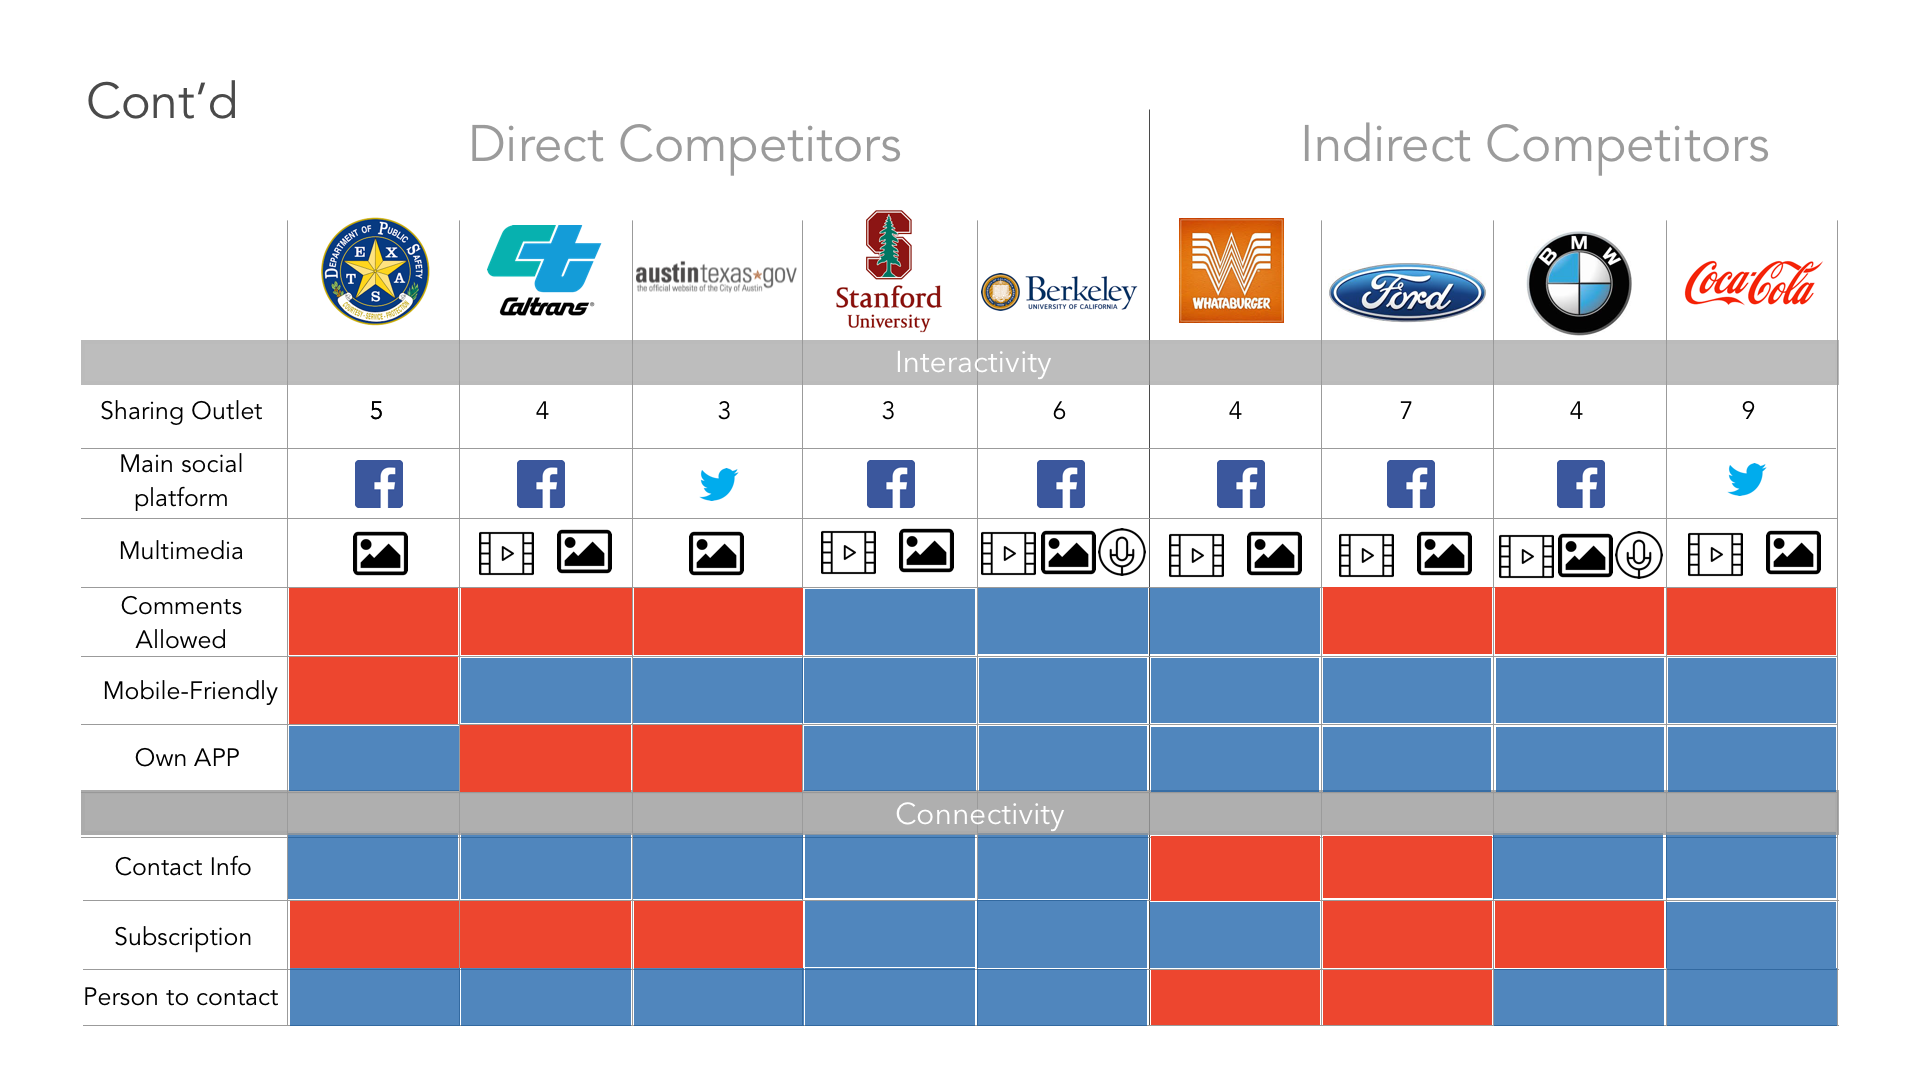 Cont’d
Direct Competitors
Indirect Competitors
DEPARTMENT OF PUBLIC SAFETY
TEXAS
COURTESY · SERVICE · PROTECTION
Caltrans
austintexas gov
the official website of the City of Austin
S
Stanford
University
Berkeley
UNIVERSITY OF CALIFORNIA
W
WHATABURGER
Ford
BMW
Coca-Cola
Interactivity
Sharing Outlet 5 4 3 3 6 4 7 4 9
Main social
platform
Multimedia
Comments
Allowed
Mobile-Friendly
Own APP
Connectivity
Contact Info
Subscription
Person to contact